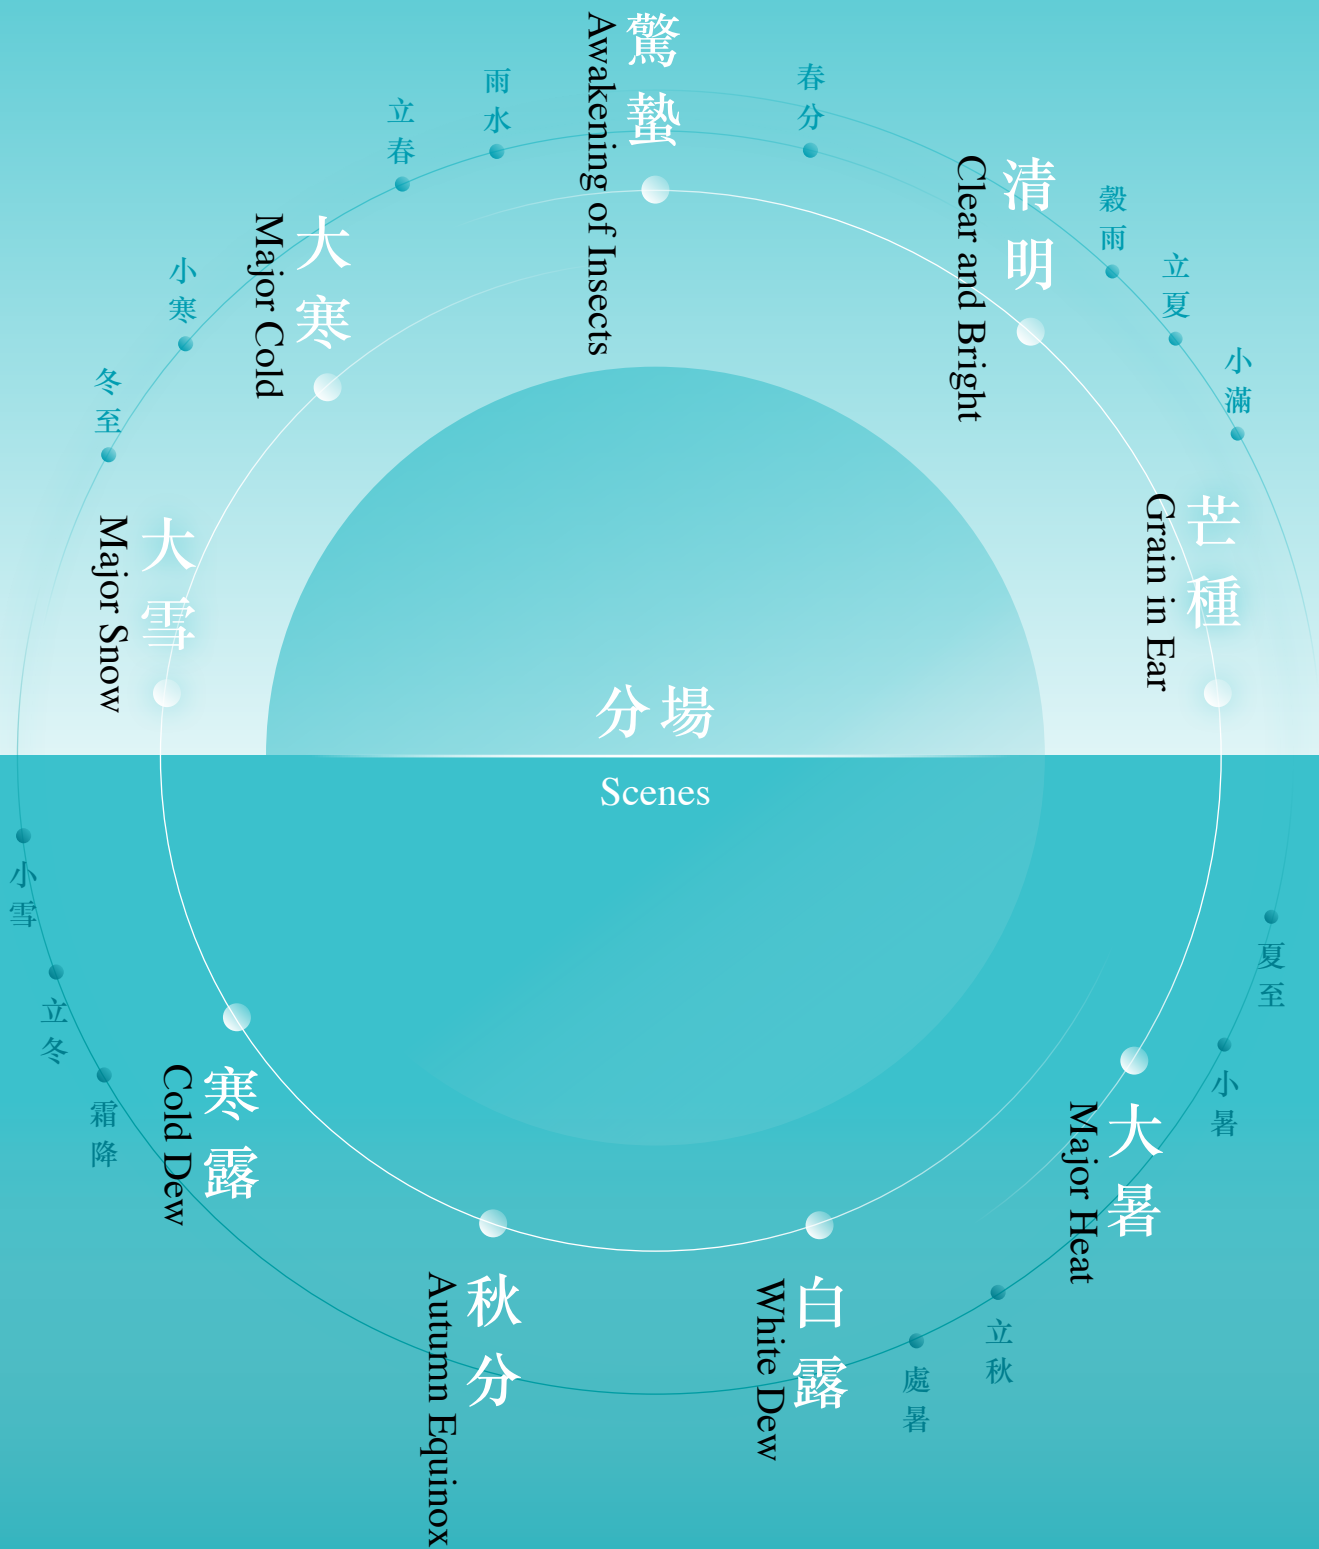 分場
Scenes
立春
雨水
驚蟄
Awakening of Insects
春分
清明
Clear and Bright
穀雨
立夏
小滿
芒種
Grain in Ear
夏至
小暑
大暑
Major Heat
立秋
處暑
白露
White Dew
秋分
Autumn Equinox
寒露
Cold Dew
霜降
立冬
小雪
大雪
Major Snow
冬至
小寒
大寒
Major Cold